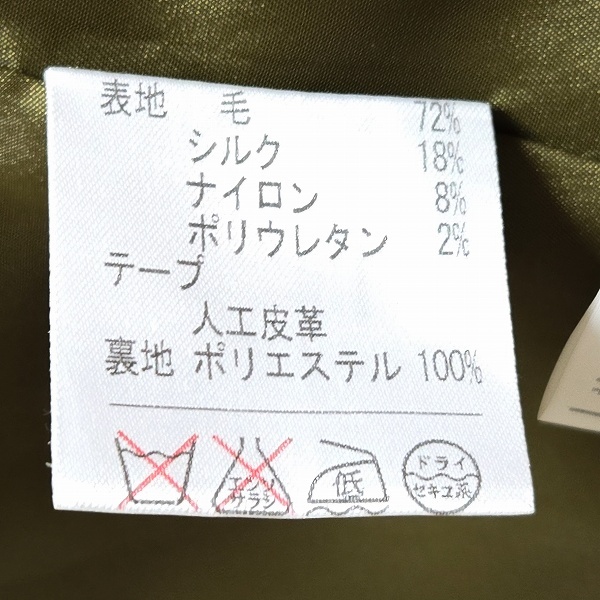 表地 毛 72%
シルク 18%
ナイロン 8%
ポリウレタン 2%
テープ
人工皮革
裏地 ポリエステル 100%
エンソ
サラシ
低
ドライ
セキユ系